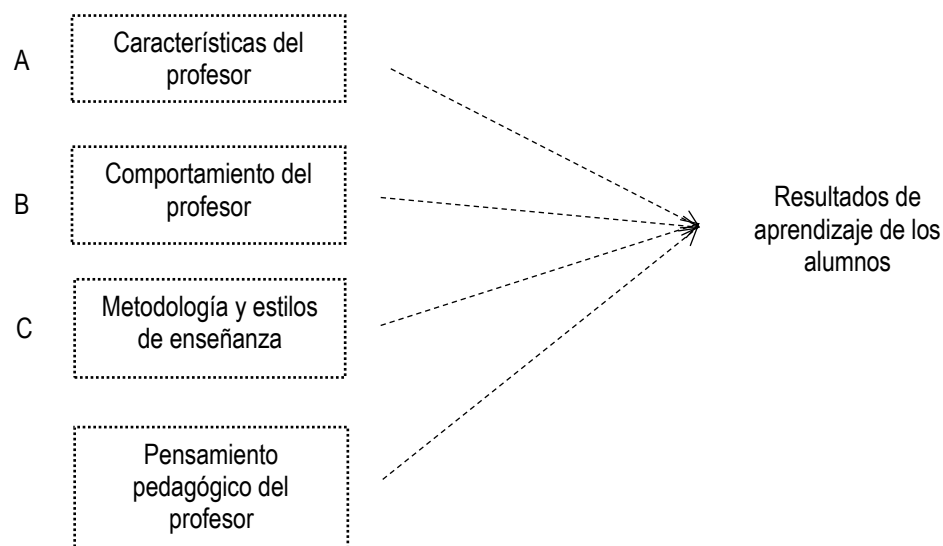 A
Características del
profesor
B
Comportamiento del
profesor
C
Metodología y estilos
de enseñanza
Pensamiento
pedagógico del
profesor
Resultados de
aprendizaje de los
alumnos